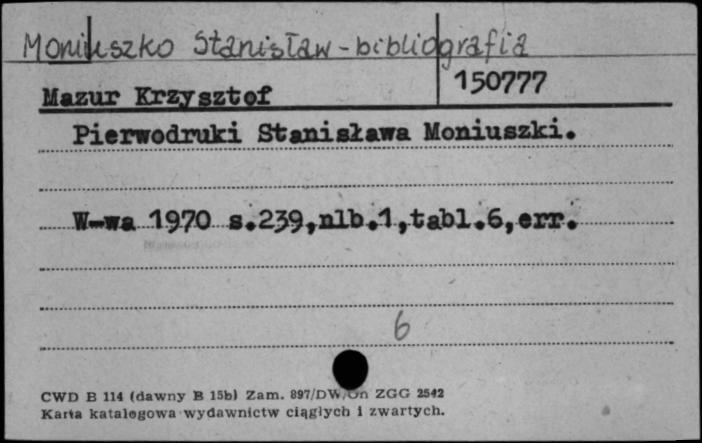 Moniuszko Stanisław - bibliografia
150777
Mazur Krzysztof
Pierwodruki Stanisława Moniuszki.
W-wa 1970 s.239,nlb.1,tabl.6,err.
6
CWD B 114 (dawny B 15b) Zam. 897/DW/On ZGG 2542
Karta katalogowa wydawnictw ciągłych i zwartych.